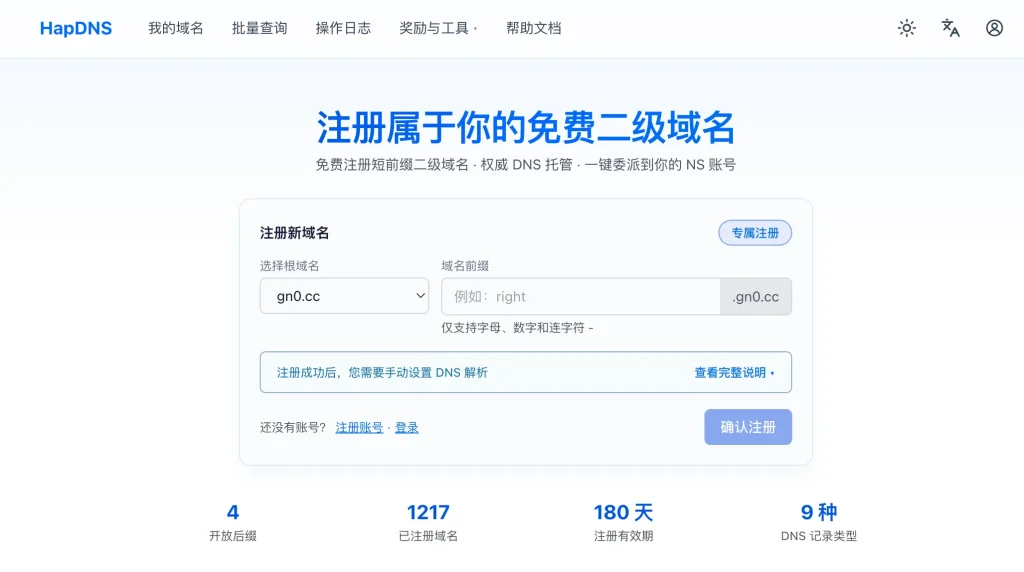 HapDNS 我的域名 批量查询 操作日志 奖励与工具 帮助文档
注册属于你的免费二级域名
免费注册短前缀二级域名 · 权威 DNS 托管 · 一键委派到你的 NS 账号
注册新域名 专属注册
选择根域名 域名前缀
gn0.cc 例如：right .gn0.cc
仅支持字母、数字和连字符 -
注册成功后，您需要手动设置 DNS 解析 查看完整说明
还没有账号？ 注册账号 · 登录 确认注册
4 1217 180 天 9 种
开放后缀 已注册域名 注册有效期 DNS 记录类型